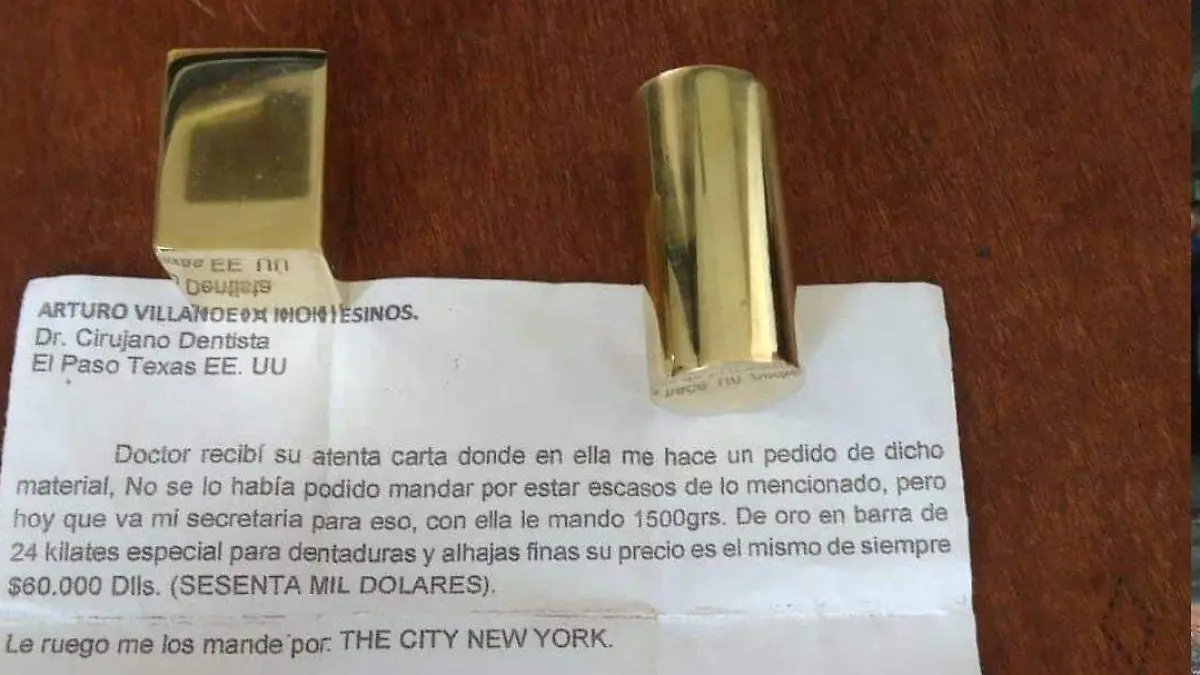 ARTURO VILLANUEVA MONTESINOS.
Dr. Cirujano Dentista
El Paso Texas EE. UU
Doctor recibí su atenta carta donde en ella me hace un pedido de dicho
material, No se lo había podido mandar por estar escasos de lo mencionado, pero
hoy que va mi secretaria para eso, con ella le mando 1500grs. De oro en barra de
24 kilates especial para dentaduras y alhajas finas su precio es el mismo de siempre
$60.000 Dlls. (SESENTA MIL DOLARES).
Le ruego me los mande por: THE CITY NEW YORK.